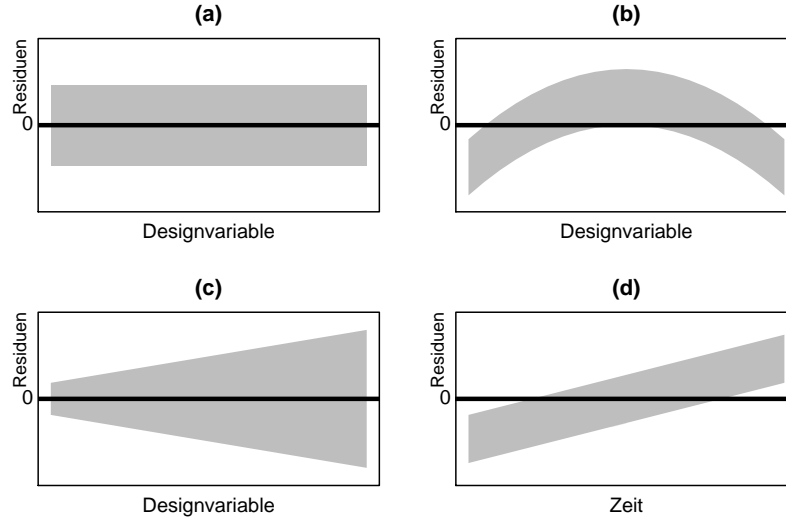 (a)
Residuen
0
Designvariable
(b)
Residuen
0
Designvariable
(c)
Residuen
0
Designvariable
(d)
Residuen
0
Zeit